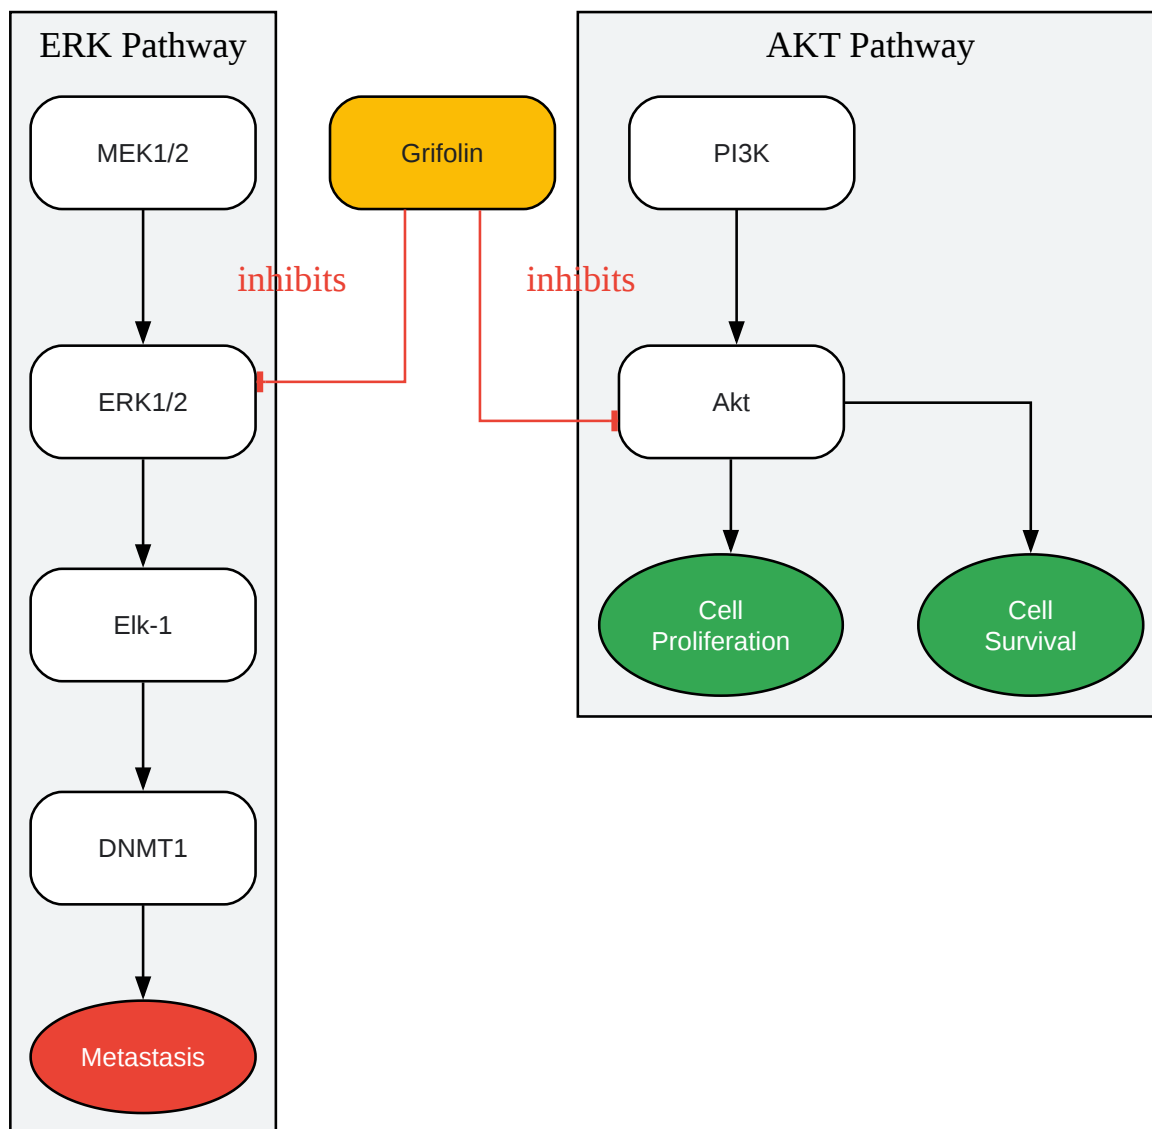 ERK Pathway
AKT Pathway
MEK1/2
Grifolin
PI3K
inhibits
inhibits
ERK1/2
Akt
Elk-1
Cell
Proliferation
Cell
Survival
DNMT1
Metastasis